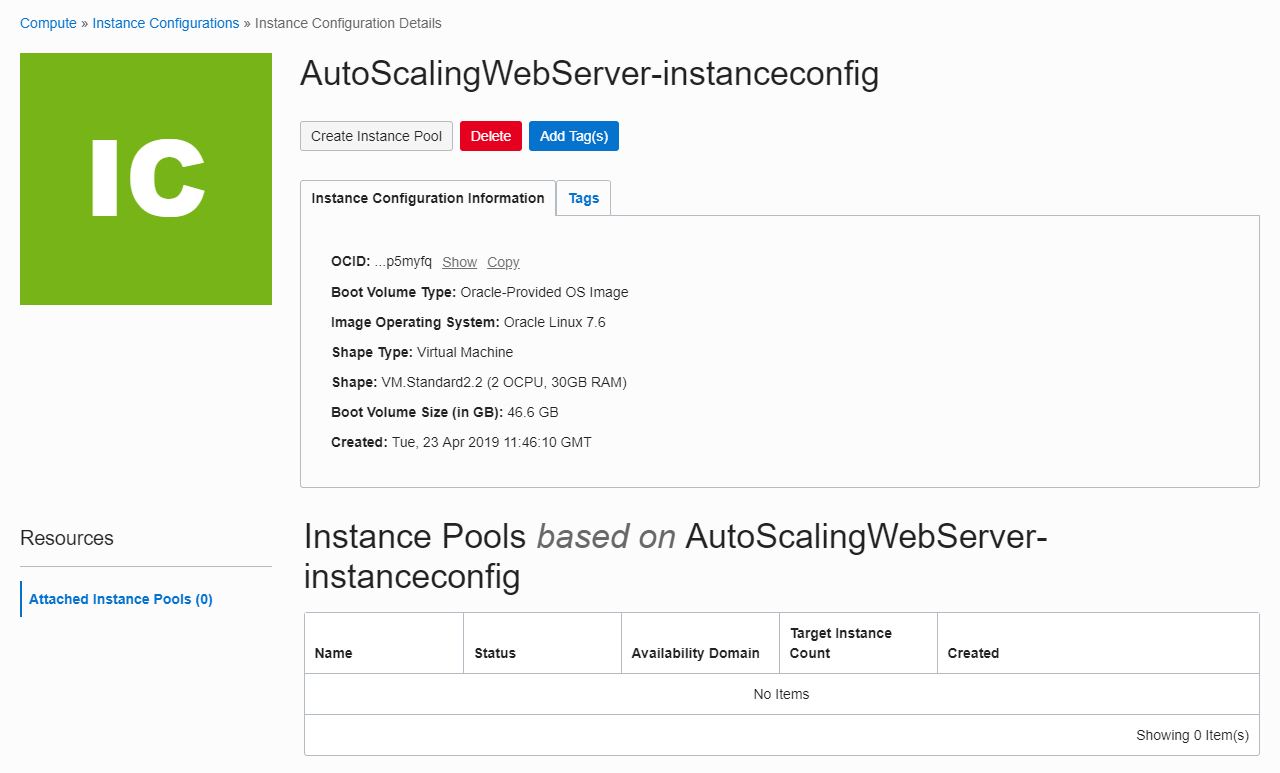 Compute » Instance Configurations » Instance Configuration Details
IC
AutoScalingWebServer-instanceconfig
Create Instance Pool Delete Add Tag(s)
Instance Configuration Information Tags
OCID: ...p5myfq Show Copy
Boot Volume Type: Oracle-Provided OS Image
Image Operating System: Oracle Linux 7.6
Shape Type: Virtual Machine
Shape: VM.Standard2.2 (2 OCPU, 30GB RAM)
Boot Volume Size (in GB): 46.6 GB
Created: Tue, 23 Apr 2019 11:46:10 GMT
Resources
Attached Instance Pools (0)
Instance Pools based on AutoScalingWebServer-
instanceconfig
Name Status Availability Domain Target Instance Count Created
No Items
Showing 0 Item(s)